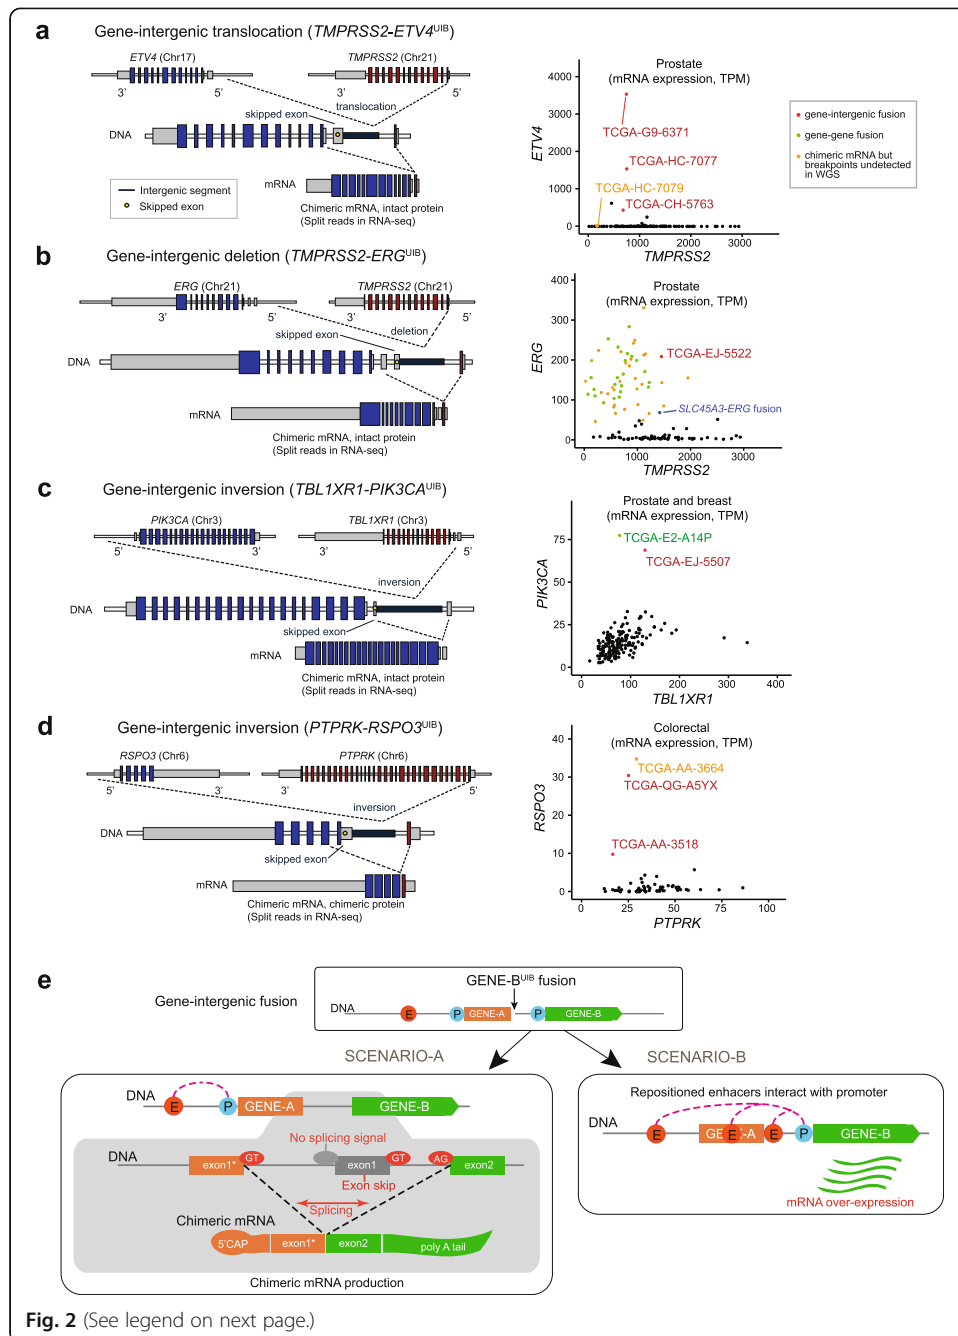 a
Gene-intergenic translocation (TMPRSS2-ETV4UIB)
ETV4 (Chr17)
TMPRSS2 (Chr21)
3'
5'
3'
5'
translocation
skipped exon
DNA
mRNA
Intergenic segment
Skipped exon
Chimeric mRNA, intact protein
(Split reads in RNA-seq)
Prostate
(mRNA expression, TPM)
ETV4
4000
3000
2000
1000
0
TCGA-G9-6371
TCGA-HC-7077
TCGA-HC-7079
TCGA-CH-5763
0
1000
2000
3000
TMPRSS2
gene-intergenic fusion
gene-gene fusion
chimeric mRNA but
breakpoints undetected
in WGS
b
Gene-intergenic deletion (TMPRSS2-ERGUIB)
ERG (Chr21)
TMPRSS2 (Chr21)
3'
5'
3'
5'
deletion
skipped exon
DNA
mRNA
Chimeric mRNA, intact protein
(Split reads in RNA-seq)
Prostate
(mRNA expression, TPM)
ERG
300
200
100
0
TCGA-EJ-5522
SLC45A3-ERG fusion
0
1000
2000
3000
TMPRSS2
c
Gene-intergenic inversion (TBL1XR1-PIK3CAUIB)
PIK3CA (Chr3)
TBL1XR1 (Chr3)
5'
3'
3'
5'
inversion
DNA
skipped exon
mRNA
Chimeric mRNA, intact protein
(Split reads in RNA-seq)
Prostate and breast
(mRNA expression, TPM)
PIK3CA
75
50
25
0
TCGA-E2-A14P
TCGA-EJ-5507
0
100
200
300
400
TBL1XR1
d
Gene-intergenic inversion (PTPRK-RSPO3UIB)
RSPO3 (Chr6)
PTPRK (Chr6)
5'
3'
3'
5'
inversion
DNA
skipped exon
mRNA
Chimeric mRNA, chimeric protein
(Split reads in RNA-seq)
Colorectal
(mRNA expression, TPM)
RSPO3
40
30
20
10
0
TCGA-AA-3664
TCGA-QG-A5YX
TCGA-AA-3518
0
25
50
75
100
PTPRK
e
Gene-intergenic fusion
GENE-BUIB fusion
DNA
E
P
GENE-A
P
GENE-B
SCENARIO-A
SCENARIO-B
DNA
E
P
GENE-A
GENE-B
No splicing signal
DNA
exon1*
GT
exon1
GT
AG
exon2
Exon skip
Splicing
Chimeric mRNA
5'CAP
exon1*
exon2
poly A tail
Chimeric mRNA production
Repositioned enhacers interact with promoter
DNA
E
GENE-A
E
E
P
GENE-B
mRNA over-expression
Fig. 2 (See legend on next page.)